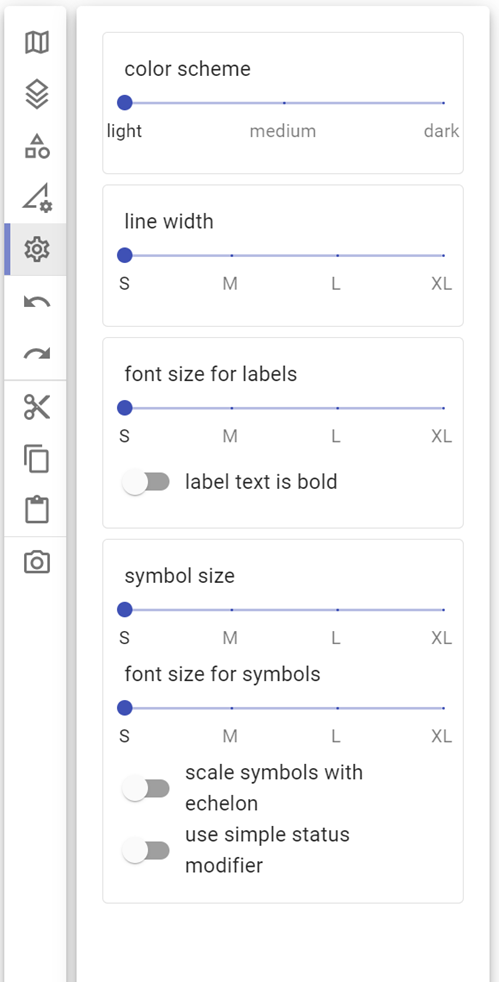 color scheme
light medium dark
line width
S M L XL
font size for labels
S M L XL
label text is bold
symbol size
S M L XL
font size for symbols
S M L XL
scale symbols with
echelon
use simple status
modifier